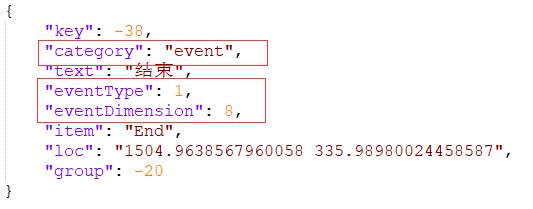 {
"key": -38,
"category": "event",
"text": "结束",
"eventType": 1,
"eventDimension": 8,
"item": "End",
"loc": "1504.9638567960058 335.98980024458587",
"group": -20
}